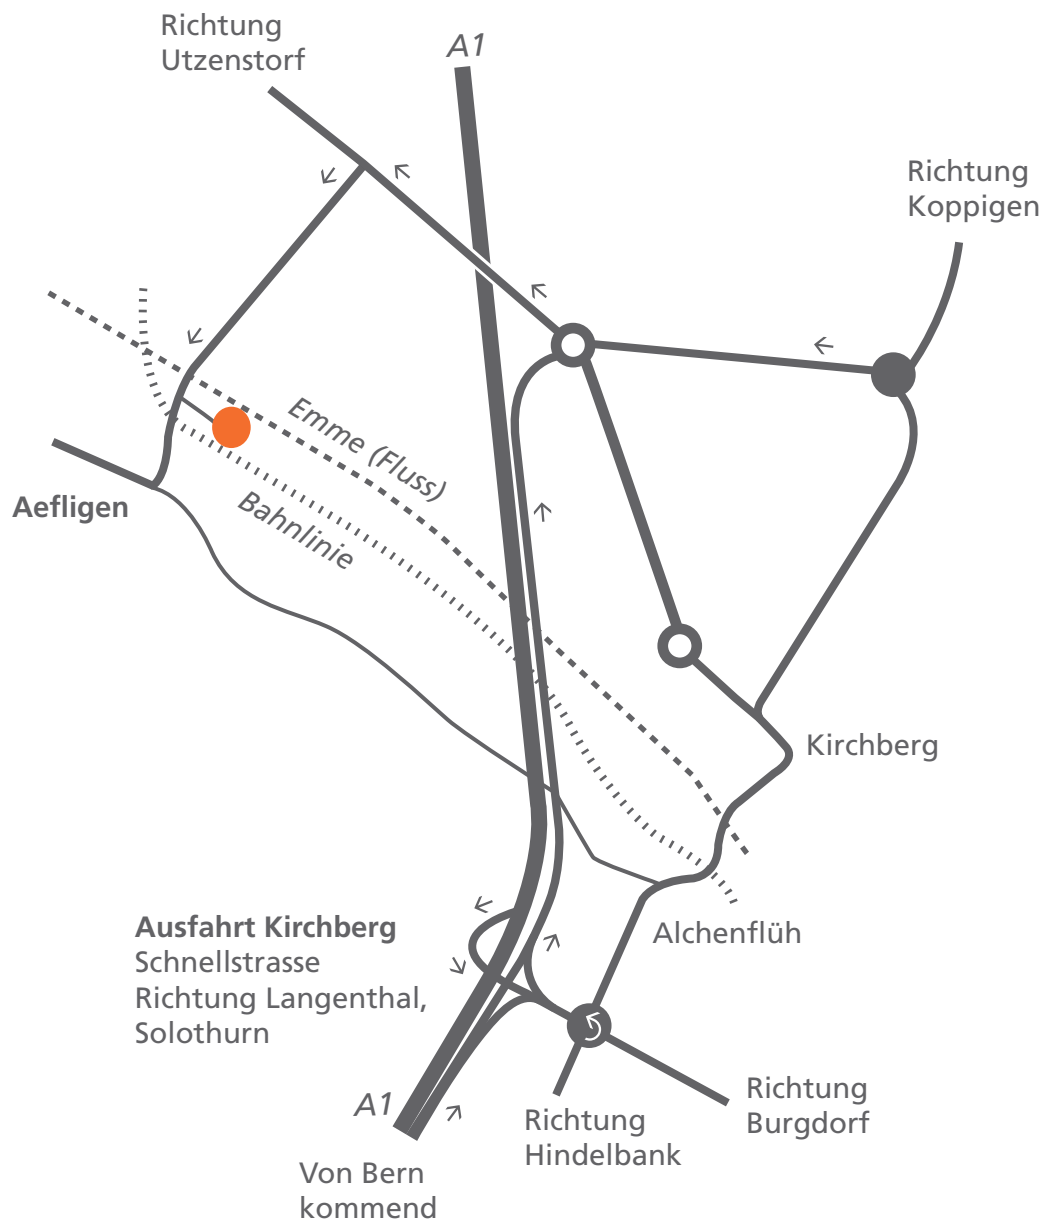 Richtung
Utzenstorf
A1
Richtung
Koppigen
Emme (Fluss)
Aefligen
Bahnlinie
Kirchberg
Ausfahrt Kirchberg
Schnellstrasse
Richtung Langenthal,
Solothurn
Alchenflüh
A1
Richtung
Burgdorf
Richtung
Hindelbank
Von Bern
kommend